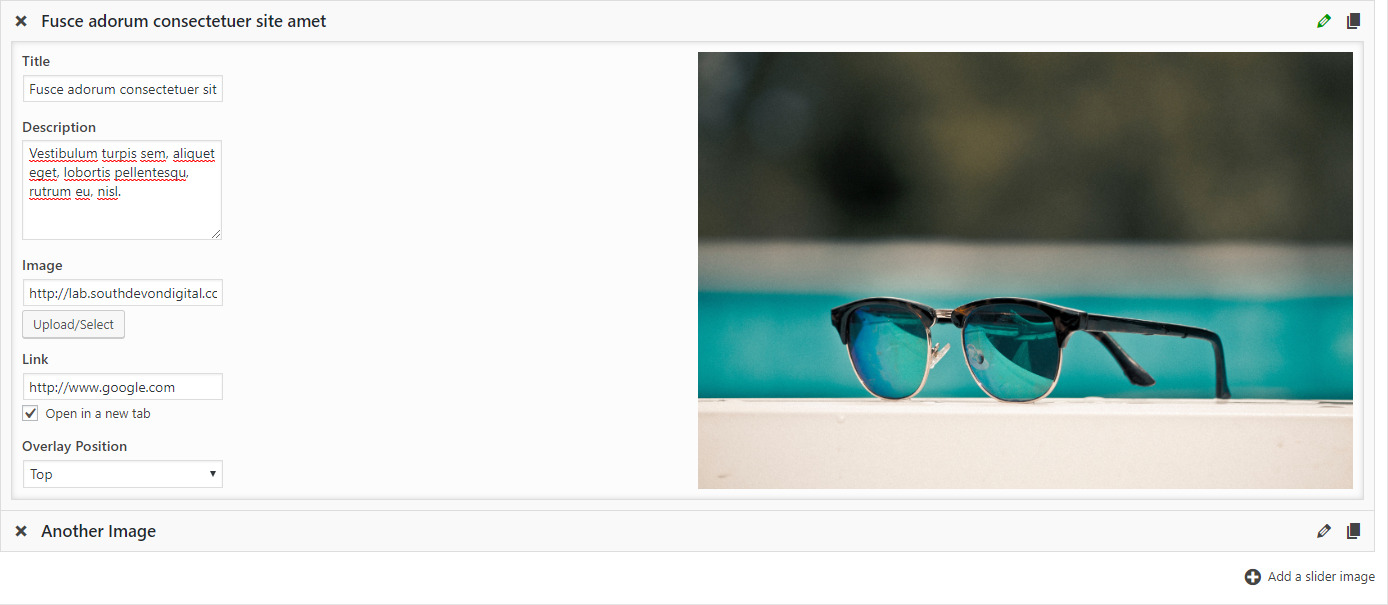 Fusce adorum consectetuer site amet
Title
Fusce adorum consectetuer sit
Description
Vestibulum turpis sem, aliquet
eget, lobortis pellentesqu,
rutrum eu, nisl.
Image
http://lab.southdevondigital.cc
Upload/Select
Link
http://www.google.com
Open in a new tab
Overlay Position
Top
Another Image
Add a slider image